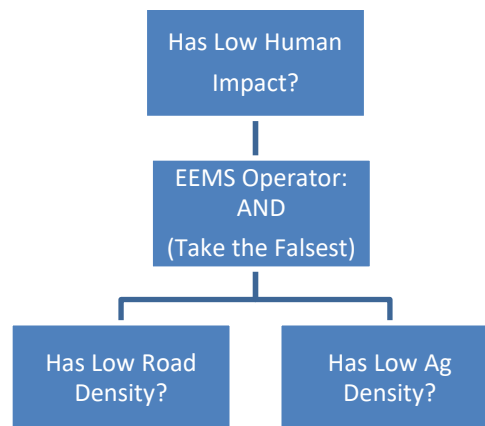 Has Low Human
Impact?
EEMS Operator:
AND
(Take the Falsest)
Has Low Road
Density?
Has Low Ag
Density?